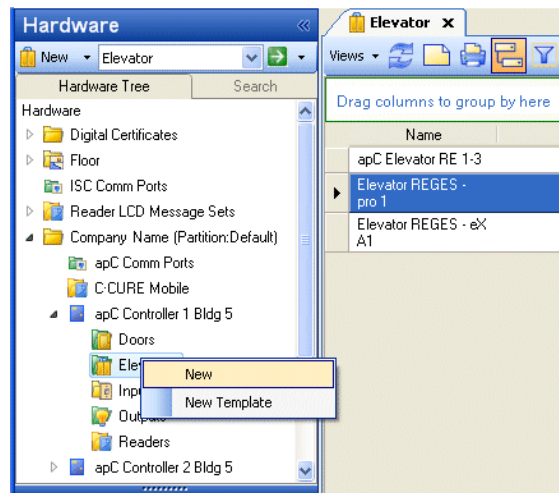 Hardware
New
Elevator
Hardware Tree
Search
Hardware
Digital Certificates
Floor
ISC Comm Ports
Reader LCD Message Sets
Company Name (Partition:Default)
apC Comm Ports
C·CURE Mobile
apC Controller 1 Bldg 5
Doors
Ele
Inpu
Outputs
Readers
apC Controller 2 Bldg 5
New
New Template
Elevator
Views
Drag columns to group by here
Name
apC Elevator RE 1-3
Elevator REGES -
pro 1
Elevator REGES - eX
A1